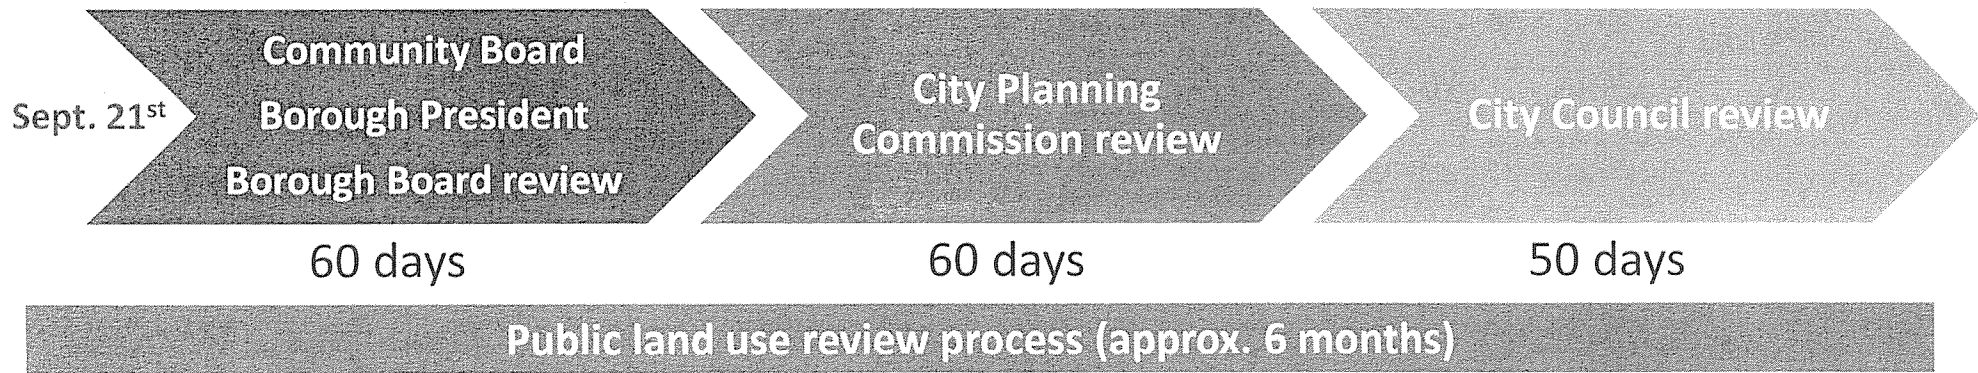 Sept. 21st
Community Board
Borough President
Borough Board review
City Planning
Commission review
City Council review
60 days
60 days
50 days
Public land use review process (approx. 6 months)